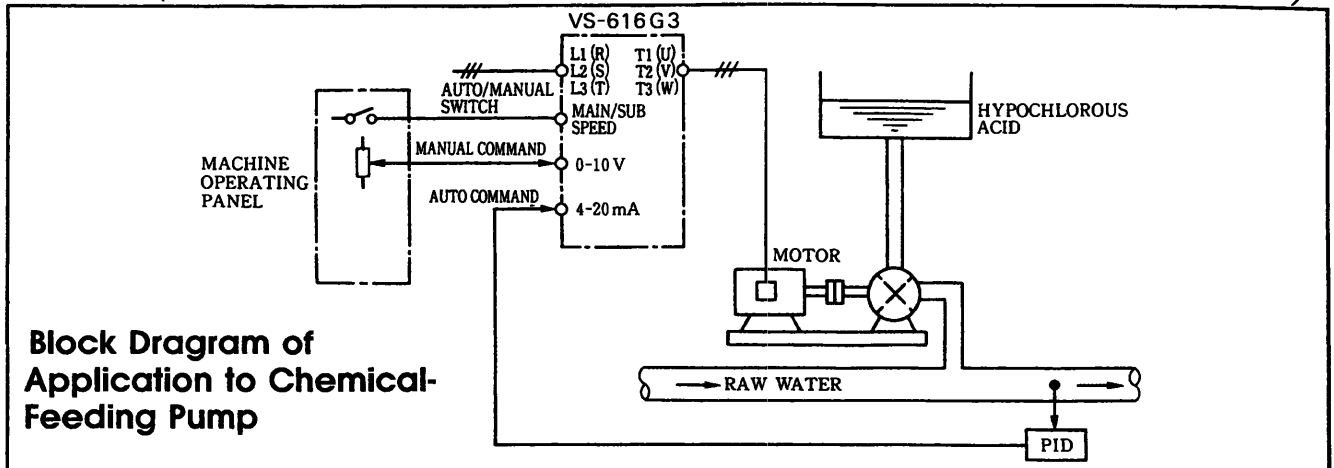 VS-616G3
L1 (R) T1 (U)
L2 (S) T2 (V)
L3 (T) T3 (W)
AUTO/MANUAL
SWITCH
MAIN/SUB
SPEED
MANUAL COMMAND
0-10 V
MACHINE
OPERATING
PANEL
AUTO COMMAND
4-20 mA
HYPOCHLOROUS
ACID
MOTOR
Block Dragram of
Application to Chemical-
Feeding Pump
RAW WATER
PID